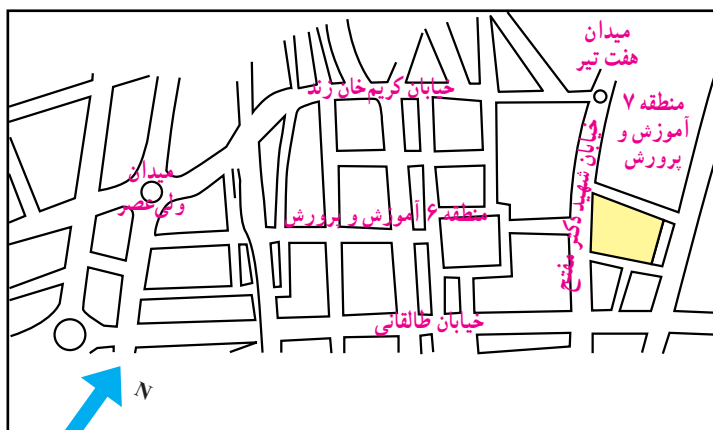 میدان
هفت تیر
خیابان کریم‌خان زند
منطقه ۷
آموزش و
پرورش
خیابان شهید دکتر مفتح
میدان
ولی‌عصر
منطقه ۶ آموزش و پرورش
خیابان طالقانی
N